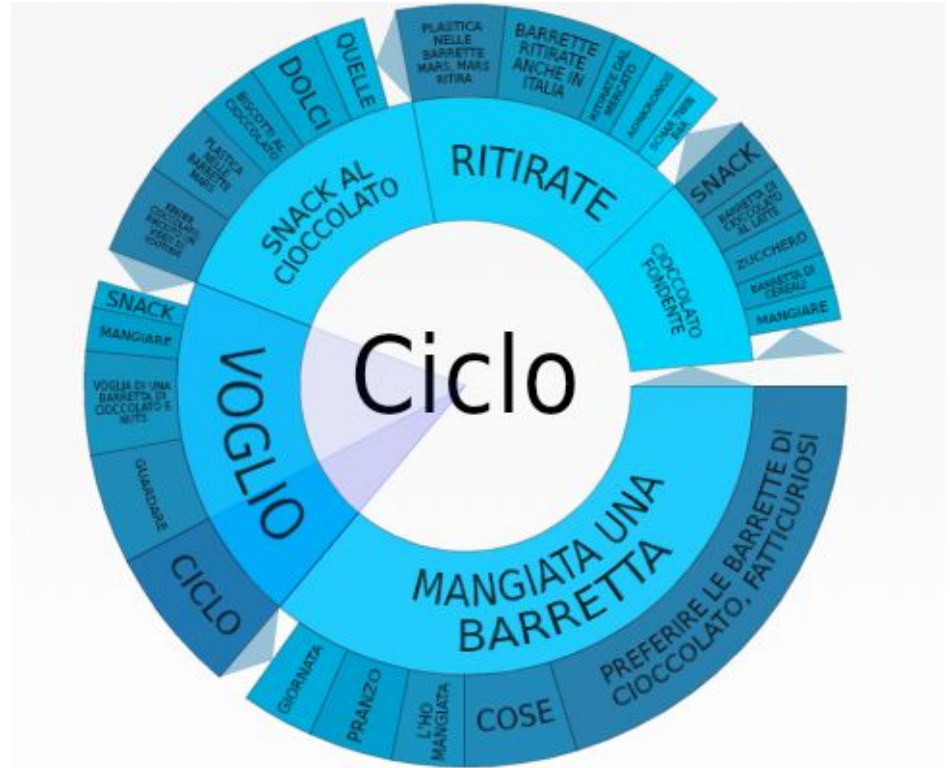 Ciclo
SNACK AL
CIOCCOLATO
RITIRATE
CIOCCOLATO
FONDENTE
MANGIATA UNA
BARRETTA
VOGLIO
QUELLE
DOLCI
BISCOTTI AL
CIOCCOLATO
PLASTICA
NELLE
BARRETTE
MARS
PLASTICA
NELLE
BARRETTE
MARS, MARS
RITIRA
BARRETTE
RITIRATE
ANCHE IN
ITALIA
RITIRATE DAL
MERCATO
ADNKRONOS
SNACK
BARRETTA DI
CIOCCOLATO
AL LATTE
ZUCCHERO
BARRETTA DI
CEREALI
MANGIARE
PREFERIRE LE BARRETTE DI
CIOCCOLATO, FATTICURIOSI
COSE
L'HO
MANGIATA
PRANZO
GIORNATA
CICLO
GUARDARE
VOGLIA DI UNA
BARRETTA DI
CIOCCOLATO E
NUTS
MANGIARE
SNACK